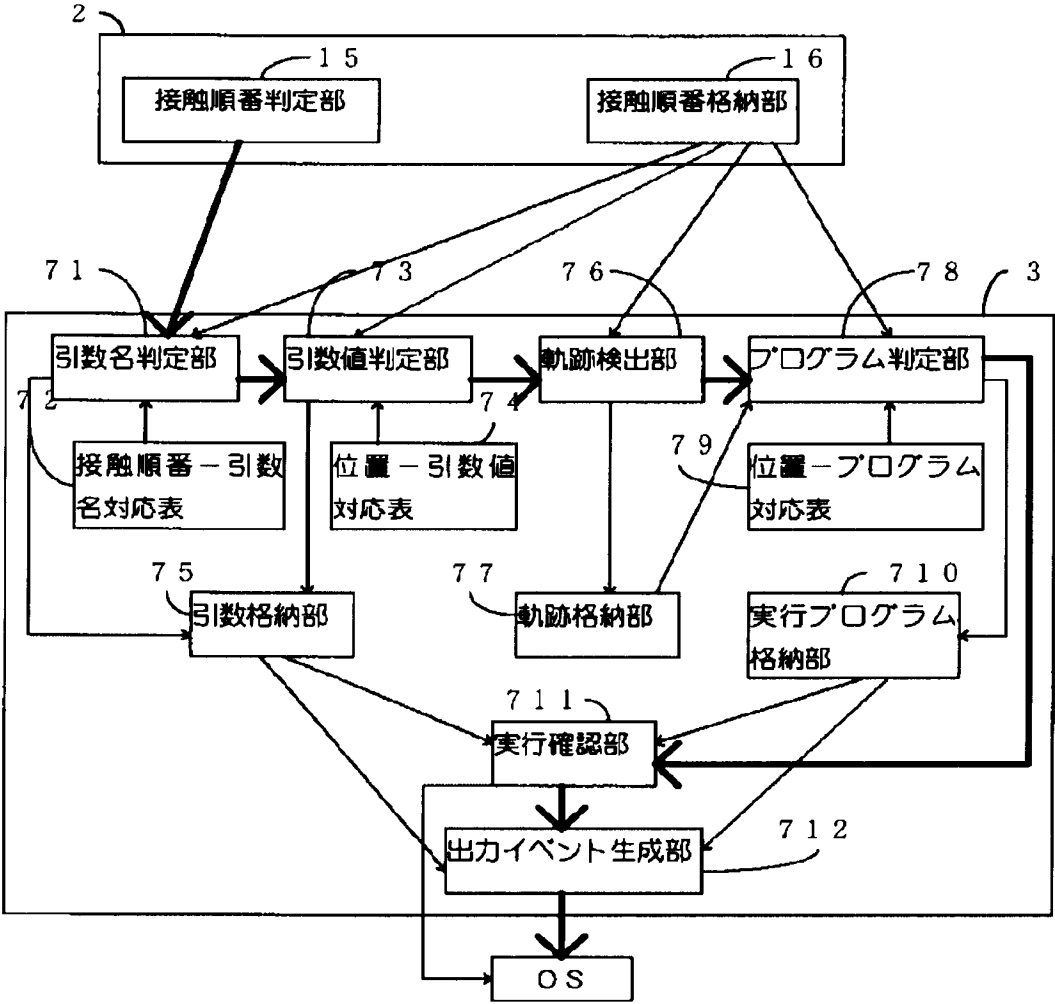 2
15
16
接触順番判定部
接触順番格納部
71
73
76
78
3
引数名判定部
引数値判定部
軌跡検出部
プログラム判定部
72
74
79
接触順番－引数
名対応表
位置－引数値
対応表
位置－プログラム
対応表
75
77
710
引数格納部
軌跡格納部
実行プログラム
格納部
711
実行確認部
712
出力イベント生成部
OS